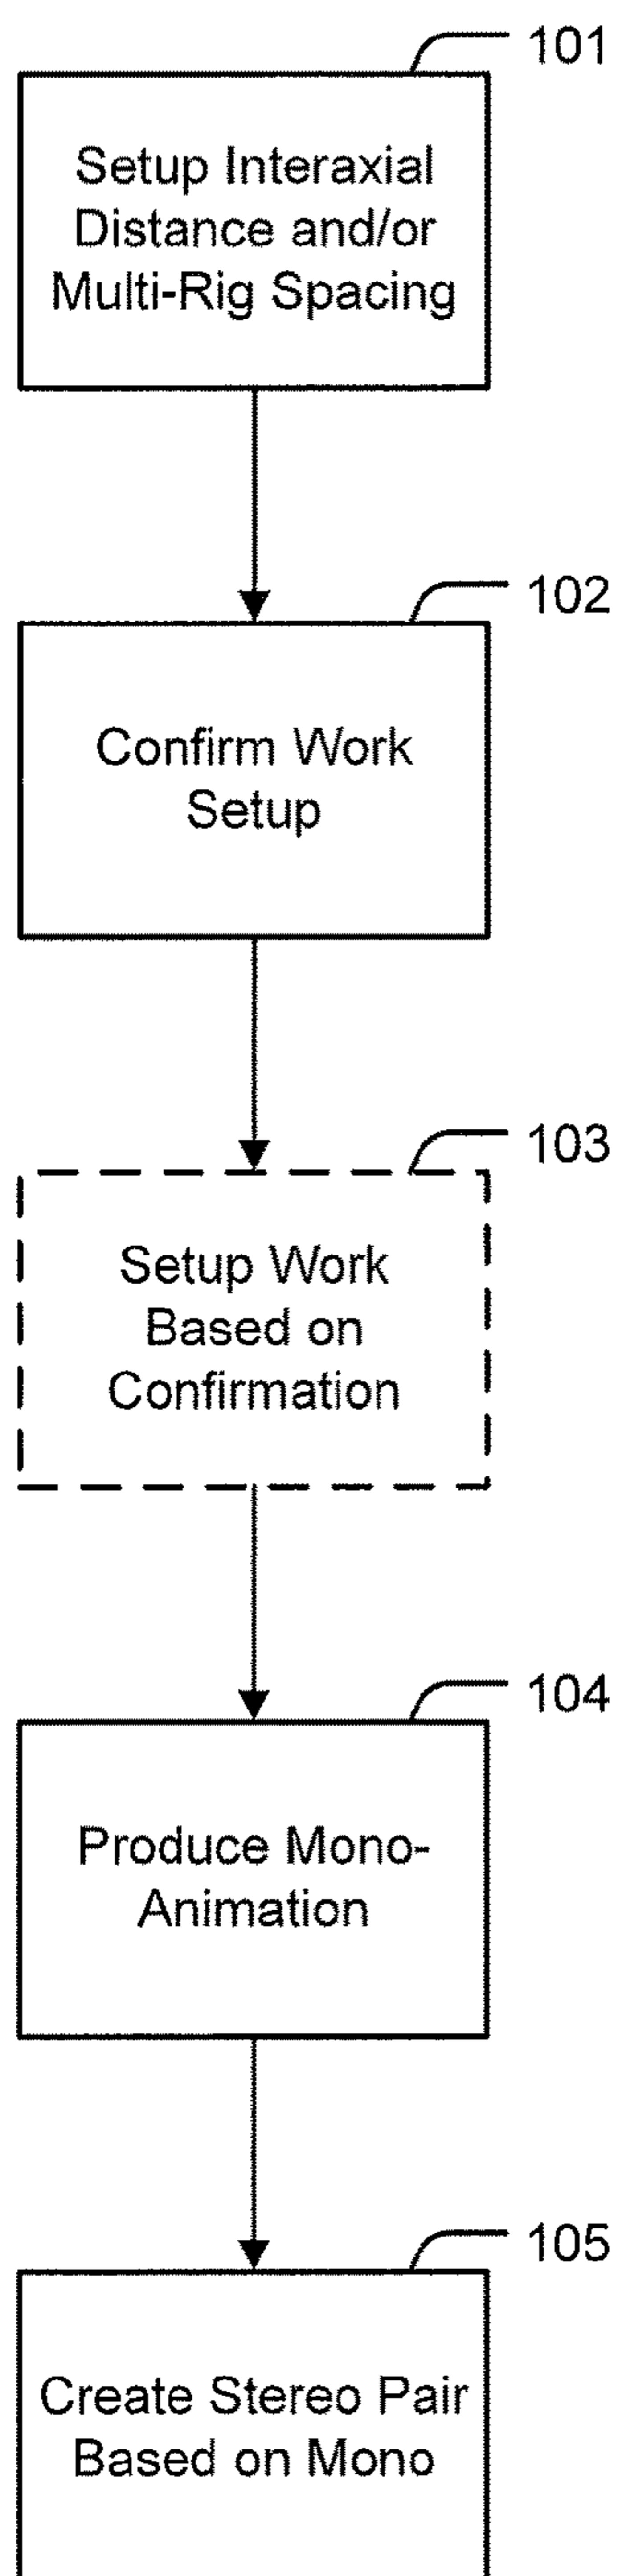 101
Setup Interaxial
Distance and/or
Multi-Rig Spacing
102
Confirm Work
Setup
103
Setup Work
Based on
Confirmation
104
Produce Mono-
Animation
105
Create Stereo Pair
Based on Mono